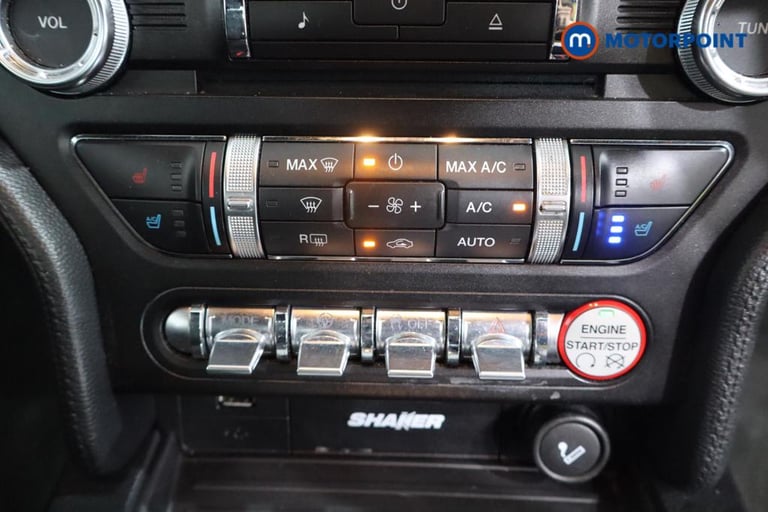 VOL
TUN
m MOTORPOINT
MAX
MAX A/C
A/C
- +
A/C
A/C
R
AUTO
MODE
OFF
ENGINE
START/STOP
SHAKER